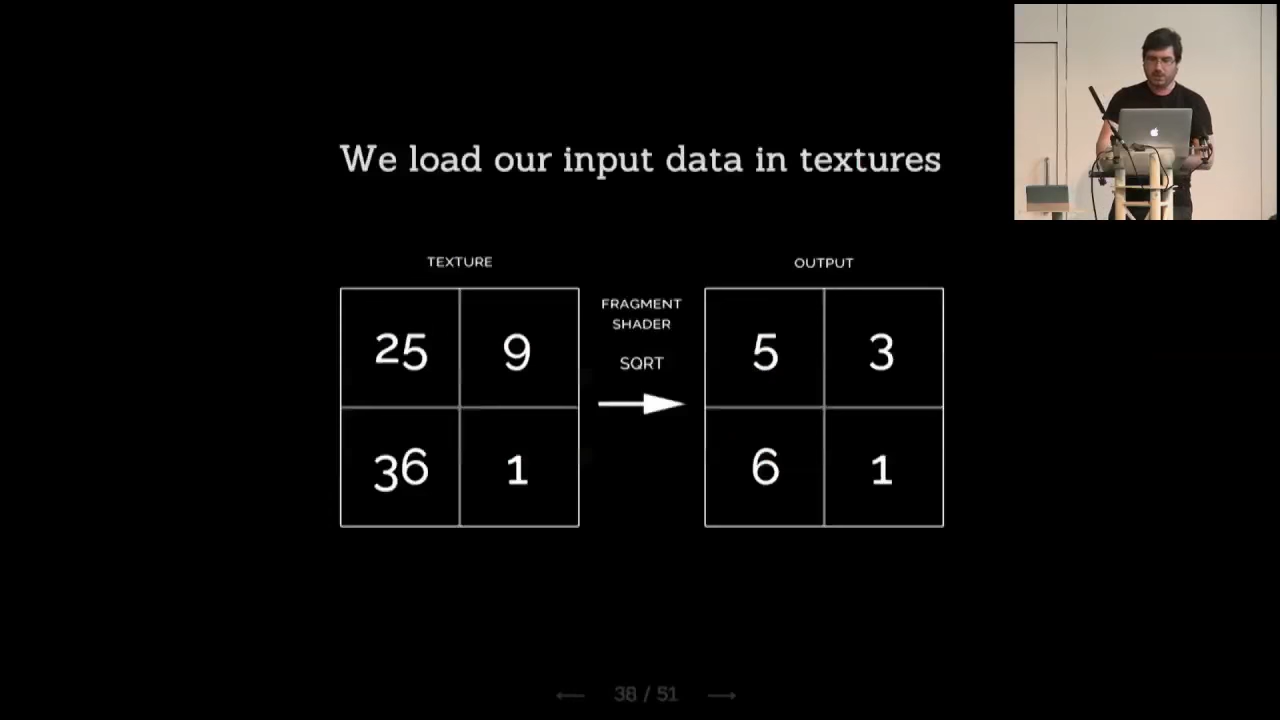 We load our input data in textures
TEXTURE
25 9
36 1
FRAGMENT
SHADER
SQRT
OUTPUT
5 3
6 1
← 38 / 51 →